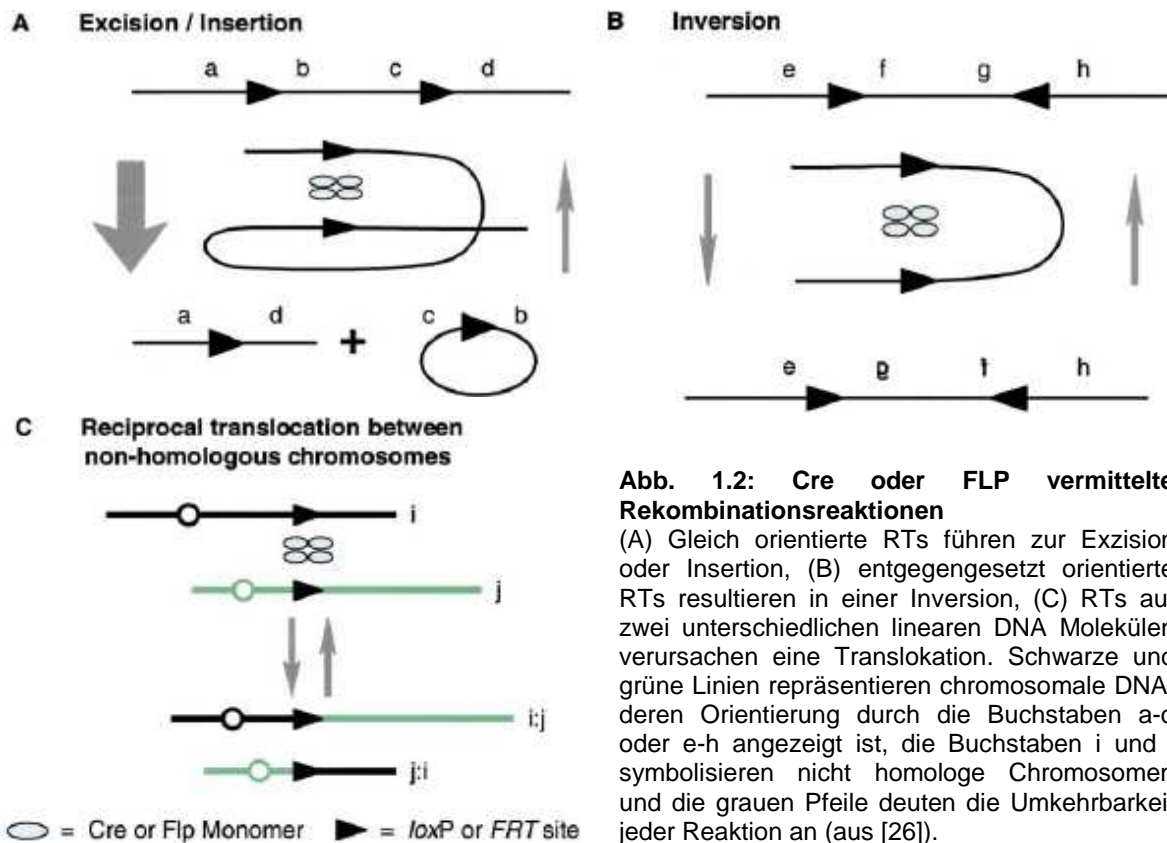 A Excision / Insertion
a b c d
a d + c b
B Inversion
e f g h
e h
C Reciprocal translocation between
non-homologous chromosomes
i
j
i:j
j:i
= Cre or Flp Monomer = loxP or FRT site
Abb. 1.2: Cre oder FLP vermittelte
Rekombinationsreaktionen
(A) Gleich orientierte RTs führen zur Exzision
oder Insertion, (B) entgegengesetzt orientierte
RTs resultieren in einer Inversion, (C) RTs au
zwei unterschiedlichen linearen DNA Molekülen
verursachen eine Translokation. Schwarze und
grüne Linien repräsentieren chromosomale DNA,
deren Orientierung durch die Buchstaben a-
oder e-h angezeigt ist, die Buchstaben i und
symbolisieren nicht homologe Chromosomen
und die grauen Pfeile deuten die Umkehrbarkei
jeder Reaktion an (aus [26]).